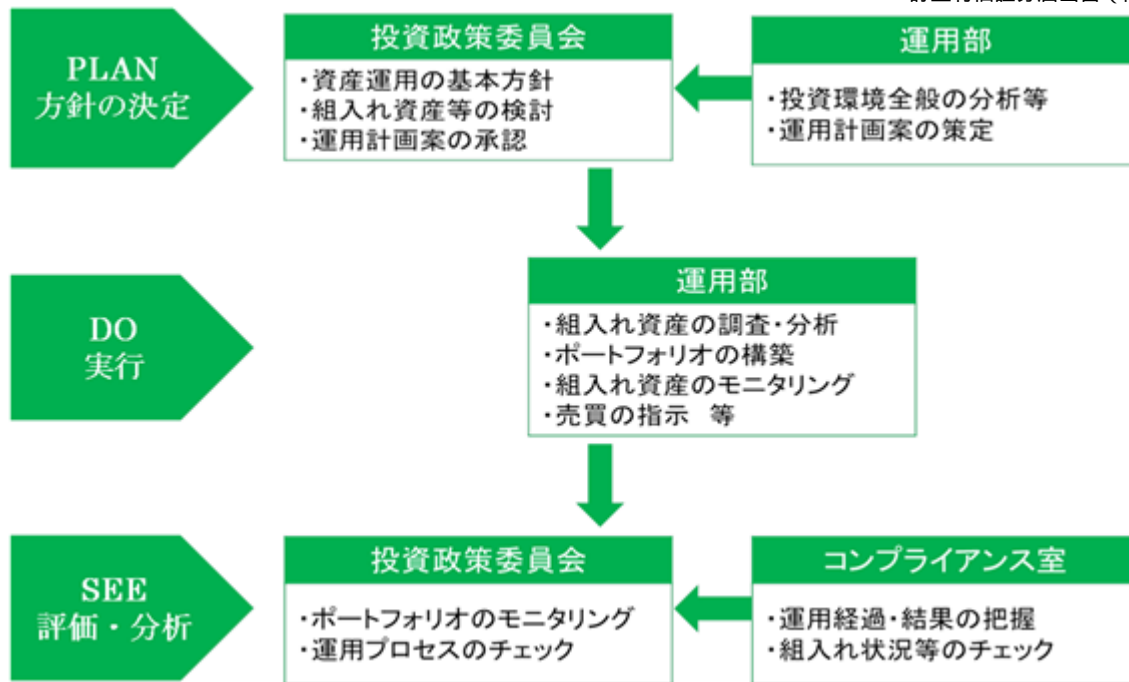 PLAN
方針の決定
投資政策委員会
・資産運用の基本方針
・組入れ資産等の検討
・運用計画案の承認
運用部
・投資環境全般の分析等
・運用計画案の策定
DO
実行
運用部
・組入れ資産の調査・分析
・ポートフォリオの構築
・組入れ資産のモニタリング
・売買の指示 等
SEE
評価・分析
投資政策委員会
・ポートフォリオのモニタリング
・運用プロセスのチェック
コンプライアンス室
・運用経過・結果の把握
・組入れ状況等のチェック